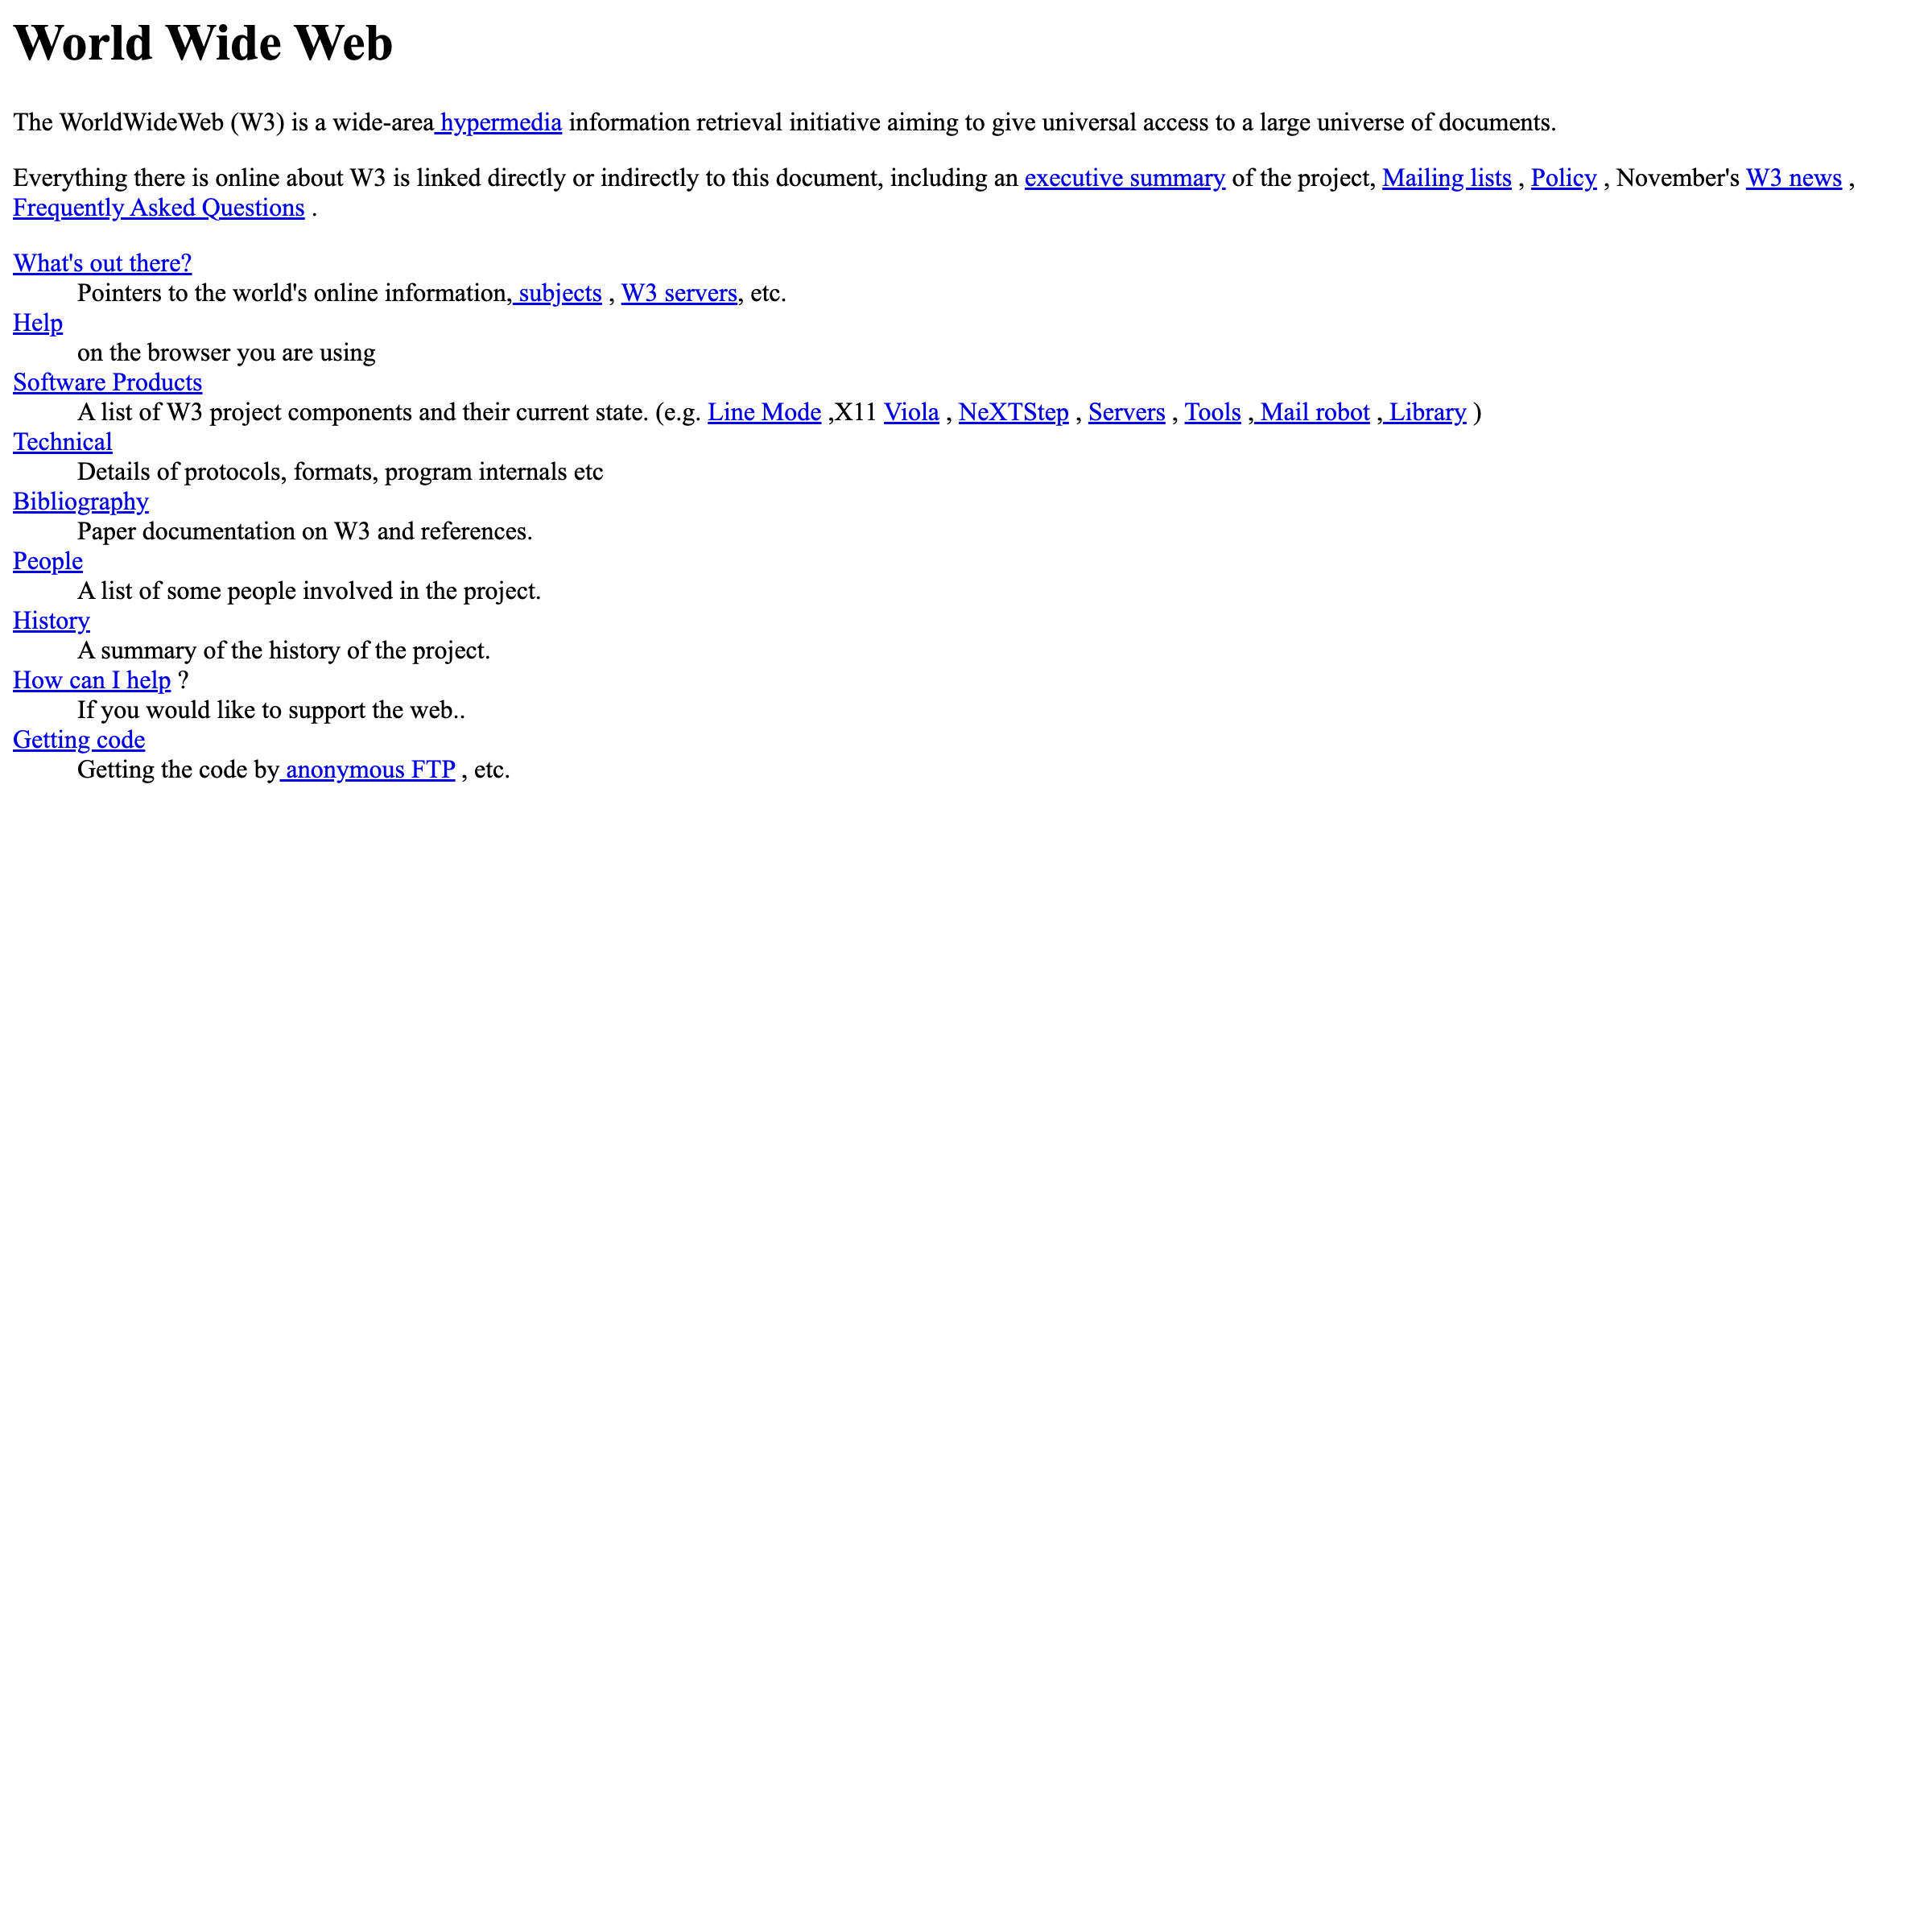 World Wide Web
The WorldWideWeb (W3) is a wide-area hypermedia information retrieval initiative aiming to give universal access to a large universe of documents.
Everything there is online about W3 is linked directly or indirectly to this document, including an executive summary of the project, Mailing lists , Policy , November's W3 news ,
Frequently Asked Questions .
What's out there?
Pointers to the world's online information, subjects , W3 servers, etc.
Help
on the browser you are using
Software Products
A list of W3 project components and their current state. (e.g. Line Mode ,X11 Viola , NeXTStep , Servers , Tools , Mail robot , Library )
Technical
Details of protocols, formats, program internals etc
Bibliography
Paper documentation on W3 and references.
People
A list of some people involved in the project.
History
A summary of the history of the project.
How can I help ?
If you would like to support the web..
Getting code
Getting the code by anonymous FTP , etc.